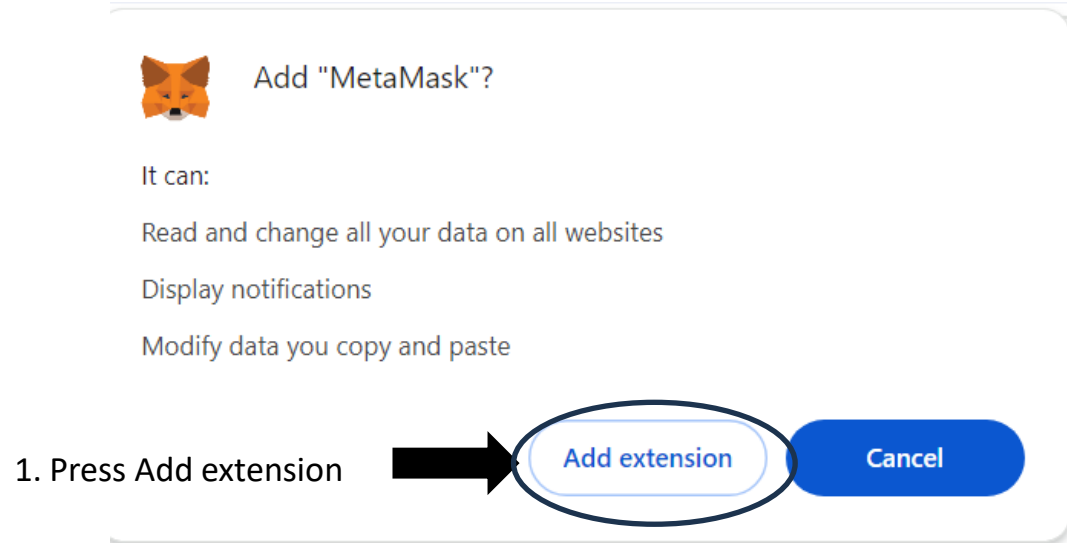 Add "MetaMask"?
It can:
Read and change all your data on all websites
Display notifications
Modify data you copy and paste
1. Press Add extension
Add extension
Cancel